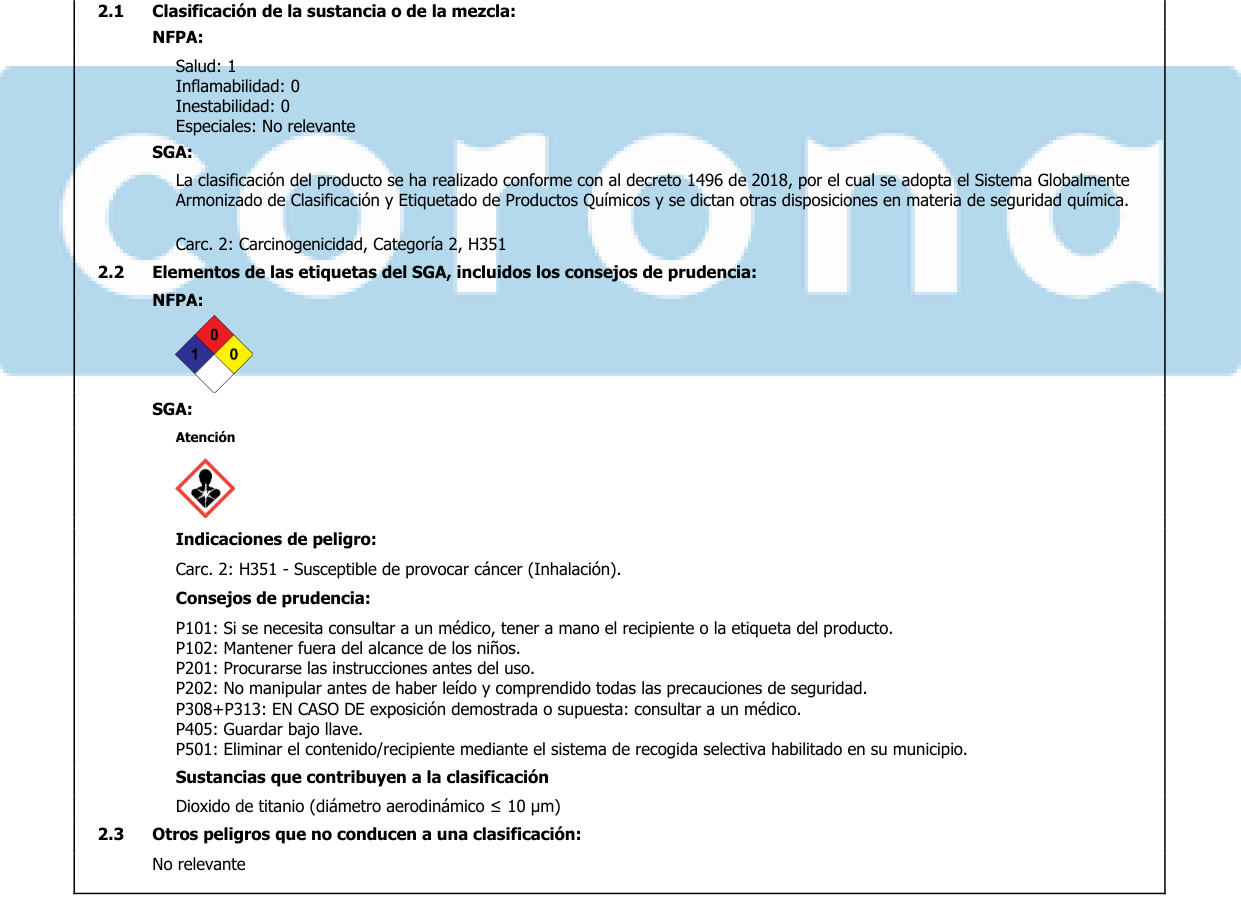 2.1 Clasificación de la sustancia o de la mezcla:
NFPA:
Salud: 1
Inflamabilidad: 0
Inestabilidad: 0
Especiales: No relevante
corona
SGA:
La clasificación del producto se ha realizado conforme con al decreto 1496 de 2018, por el cual se adopta el Sistema Globalmente
Armonizado de Clasificación y Etiquetado de Productos Químicos y se dictan otras disposiciones en materia de seguridad química.
Carc. 2: Carcinogenicidad, Categoría 2, H351
2.2 Elementos de las etiquetas del SGA, incluidos los consejos de prudencia:
NFPA:
0
1 0
SGA:
Atención
Indicaciones de peligro:
Carc. 2: H351 - Susceptible de provocar cáncer (Inhalación).
Consejos de prudencia:
P101: Si se necesita consultar a un médico, tener a mano el recipiente o la etiqueta del producto.
P102: Mantener fuera del alcance de los niños.
P201: Procurarse las instrucciones antes del uso.
P202: No manipular antes de haber leído y comprendido todas las precauciones de seguridad.
P308+P313: EN CASO DE exposición demostrada o supuesta: consultar a un médico.
P405: Guardar bajo llave.
P501: Eliminar el contenido/recipiente mediante el sistema de recogida selectiva habilitado en su municipio.
Sustancias que contribuyen a la clasificación
Dioxido de titanio (diámetro aerodinámico ≤ 10 µm)
2.3 Otros peligros que no conducen a una clasificación:
No relevante